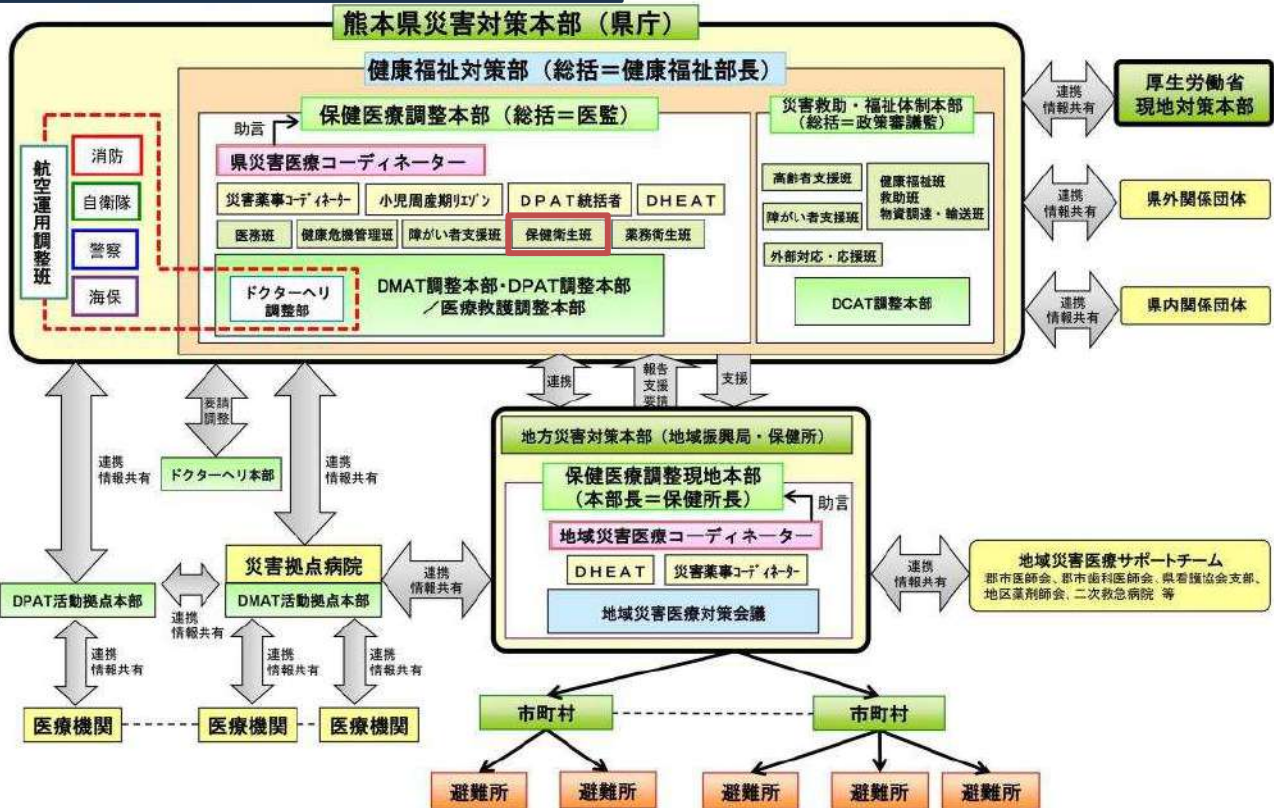 熊本県災害対策本部（県庁）
健康福祉対策部（総括＝健康福祉部長）
保健医療調整本部（総括＝医監）
助言
県災害医療コーディネーター
災害薬事コーディネーター
小児周産期リエゾン
DPAT統括者
DHEAT
医務班
健康危機管理班
障がい者支援班
保健衛生班
薬務衛生班
DMAT調整本部・DPAT調整本部
／医療救護調整本部
ドクターヘリ
調整部
航空運用調整班
消防
自衛隊
警察
海保
災害救助・福祉体制本部
（総括＝政策審議監）
高齢者支援班
障がい者支援班
外部対応・応援班
健康福祉班
救助班
物資調達・輸送班
DCAT調整本部
連携
情報共有
厚生労働省
現地対策本部
連携
情報共有
県外関係団体
連携
情報共有
県内関係団体
連携
情報共有
要請
調整
ドクターヘリ本部
連携
情報共有
連携
報告
支援
要請
支援
地方災害対策本部（地域振興局・保健所）
保健医療調整現地本部
（本部長＝保健所長）
助言
地域災害医療コーディネーター
DHEAT
災害薬事コーディネーター
地域災害医療対策会議
連携
情報共有
地域災害医療サポートチーム
郡市医師会、郡市歯科医師会、県看護協会支部、
地区薬剤師会、二次救急病院 等
災害拠点病院
DMAT活動拠点本部
連携
情報共有
DPAT活動拠点本部
連携
情報共有
連携
情報共有
連携
情報共有
連携
情報共有
医療機関
医療機関
医療機関
市町村
市町村
避難所
避難所
避難所
避難所
避難所